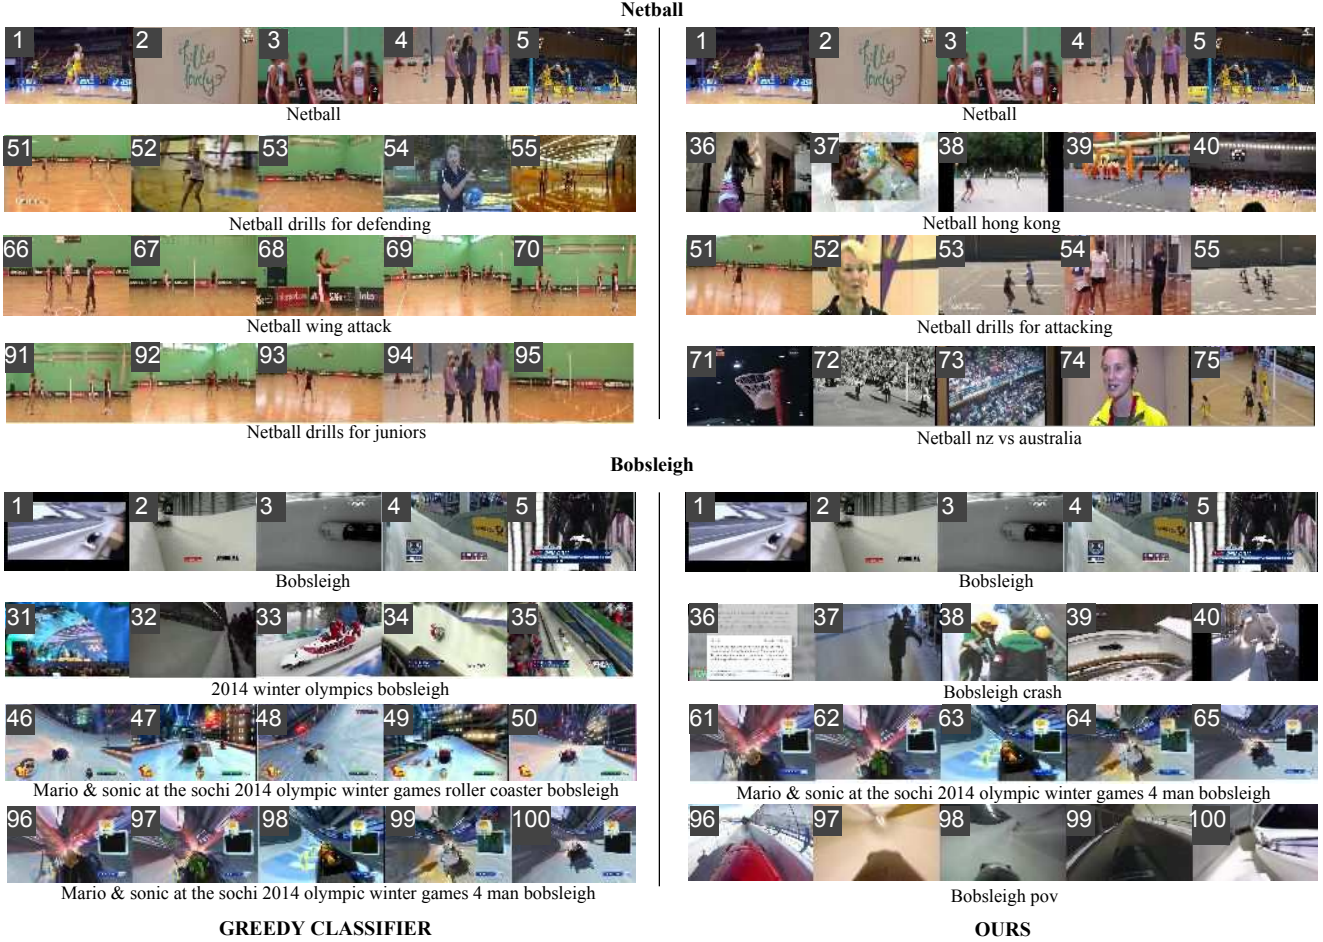 Netball
1 2 3 4 5
hello lovely
Netball
51 52 53 54 55
Netball drills for defending
66 67 68 69 70
Netball wing attack
91 92 93 94 95
Netball drills for juniors
1 2 3 4 5
hello lovely
Netball
36 37 38 39 40
Netball hong kong
51 52 53 54 55
Netball drills for attacking
71 72 73 74 75
Netball nz vs australia
Bobsleigh
1 2 3 4 5
Bobsleigh
31 32 33 34 35
2014 winter olympics bobsleigh
46 47 48 49 50
Mario & sonic at the sochi 2014 olympic winter games roller coaster bobsleigh
96 97 98 99 100
Mario & sonic at the sochi 2014 olympic winter games 4 man bobsleigh
GREEDY CLASSIFIER
1 2 3 4 5
Bobsleigh
36 37 38 39 40
Bobsleigh crash
61 62 63 64 65
Mario & sonic at the sochi 2014 olympic winter games 4 man bobsleigh
96 97 98 99 100
Bobsleigh pov
OURS